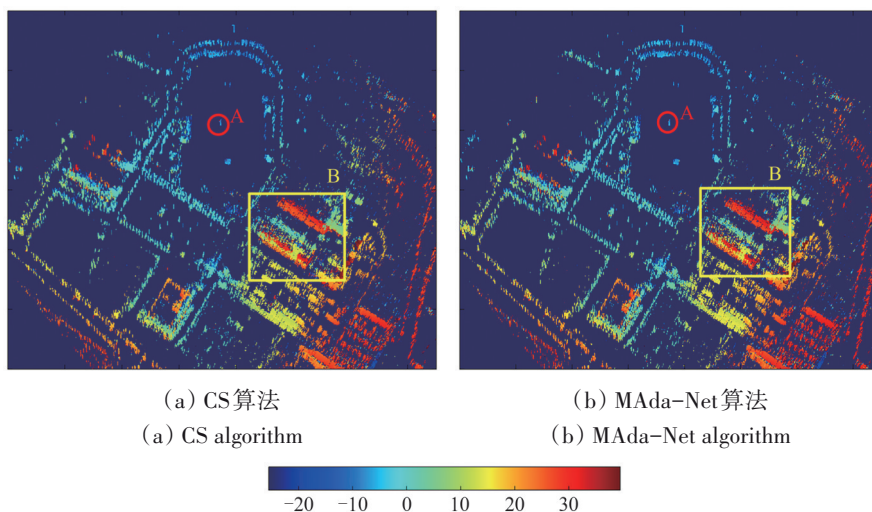 A
B
A
B
(a) CS算法
(a) CS algorithm
(b) MAda-Net算法
(b) MAda-Net algorithm
−20 −10 0 10 20 30